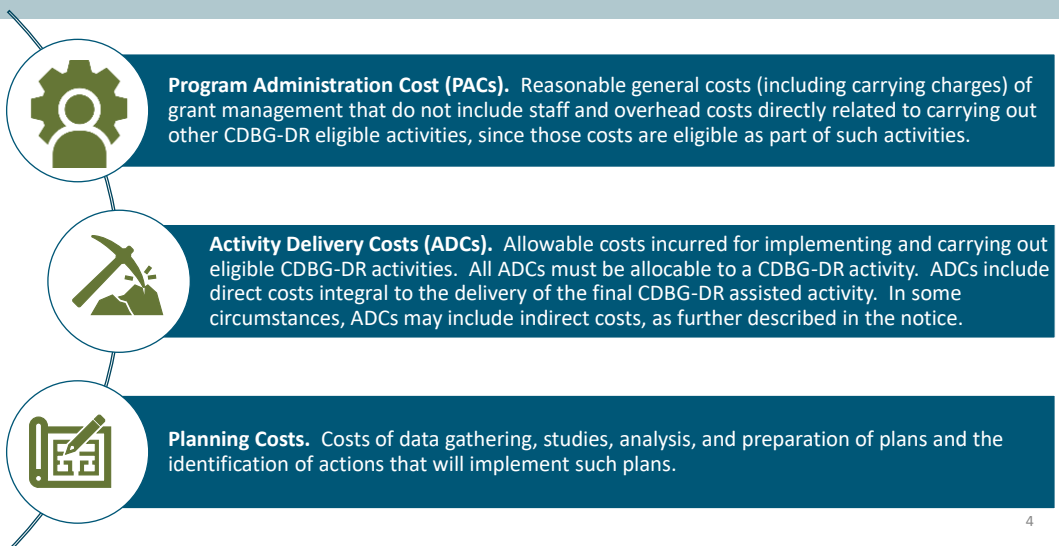 Program Administration Cost (PACs).  Reasonable general costs (including carrying charges) of
grant management that do not include staff and overhead costs directly related to carrying out
other CDBG-DR eligible activities, since those costs are eligible as part of such activities.
Activity Delivery Costs (ADCs).  Allowable costs incurred for implementing and carrying out
eligible CDBG-DR activities.  All ADCs must be allocable to a CDBG-DR activity.  ADCs include
direct costs integral to the delivery of the final CDBG-DR assisted activity.  In some
circumstances, ADCs may include indirect costs, as further described in the notice.
Planning Costs.  Costs of data gathering, studies, analysis, and preparation of plans and the
identification of actions that will implement such plans.
4